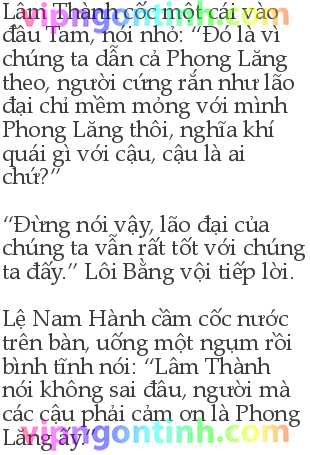 Lâm Thành cốc một cái vào
đầu Tam, nói nhỏ: “Đó là vì
chúng ta dẫn cả Phong Lăng
theo, người cứng rắn như lão
đại chỉ mềm mỏng với mình
Phong Lăng thôi, nghĩa khí
quái gì với cậu, cậu là ai
chứ?”
“Đừng nói vậy, lão đại của
chúng ta vẫn rất tốt với chúng
ta đấy.” Lôi Bằng vội tiếp lời.
Lệ Nam Hành cầm cốc nước
trên bàn, uống một ngụm rồi
bình tĩnh nói: “Lâm Thành
nói không sai đâu, người mà
các cậu phải cảm ơn là Phong
Lăng ấy.”
vipngontinh.com
vipngontinh.com